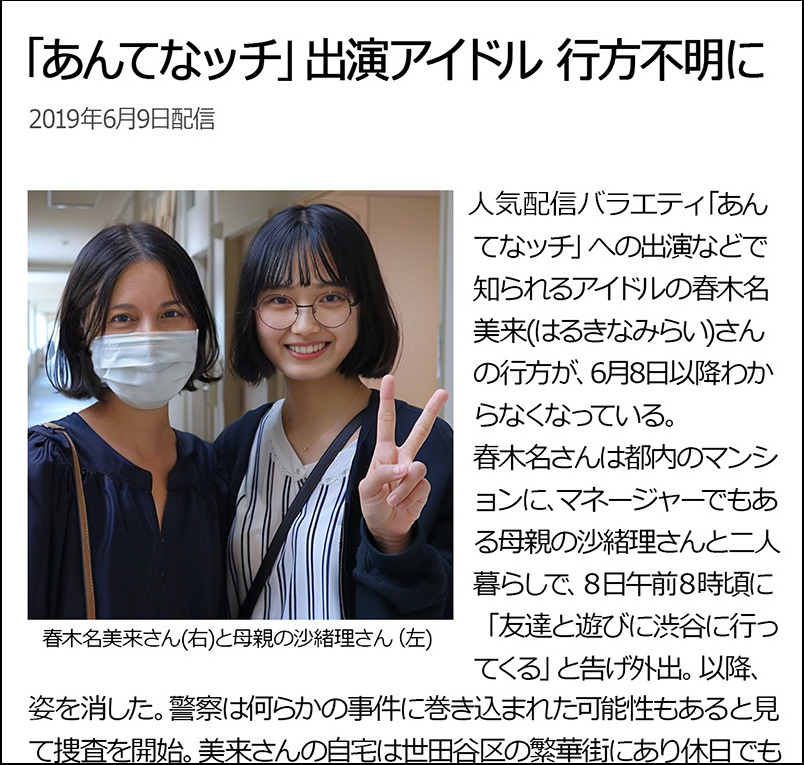 「あんてなッチ」出演アイドル 行方不明に
2019年6月9日配信
人気配信バラエティ「あん
てなッチ」への出演などで
知られるアイドルの春木名
美来(はるきなみらい)さん
の行方が、6月8日以降わか
らなくなっている。
春木名さんは都内のマンシ
ョンに、マネージャーでもあ
る母親の沙緒理さんと二人
暮らしで、８日午前８時頃に
「友達と遊びに渋谷に行っ
てくる」と告げ外出。以降、
姿を消した。警察は何らかの事件に巻き込まれた可能性もあると見
て捜査を開始。美来さんの自宅は世田谷区の繁華街にあり休日でも
春木名美来さん(右)と母親の沙緒理さん（左)